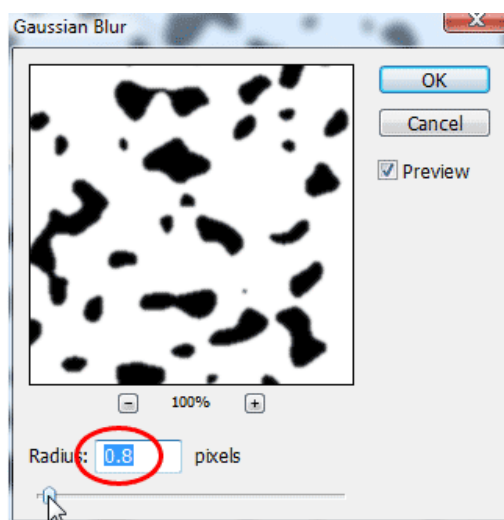 Gaussian Blur
OK
Cancel
Preview
100%
Radius: 0.8 pixels